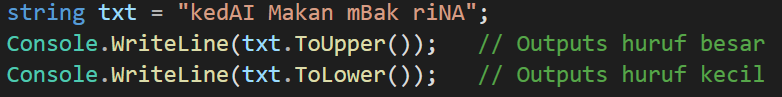 string txt = "kedAI Makan mBak riNA";
Console.WriteLine(txt.ToUpper());   // Outputs huruf besar
Console.WriteLine(txt.ToLower());   // Outputs huruf kecil